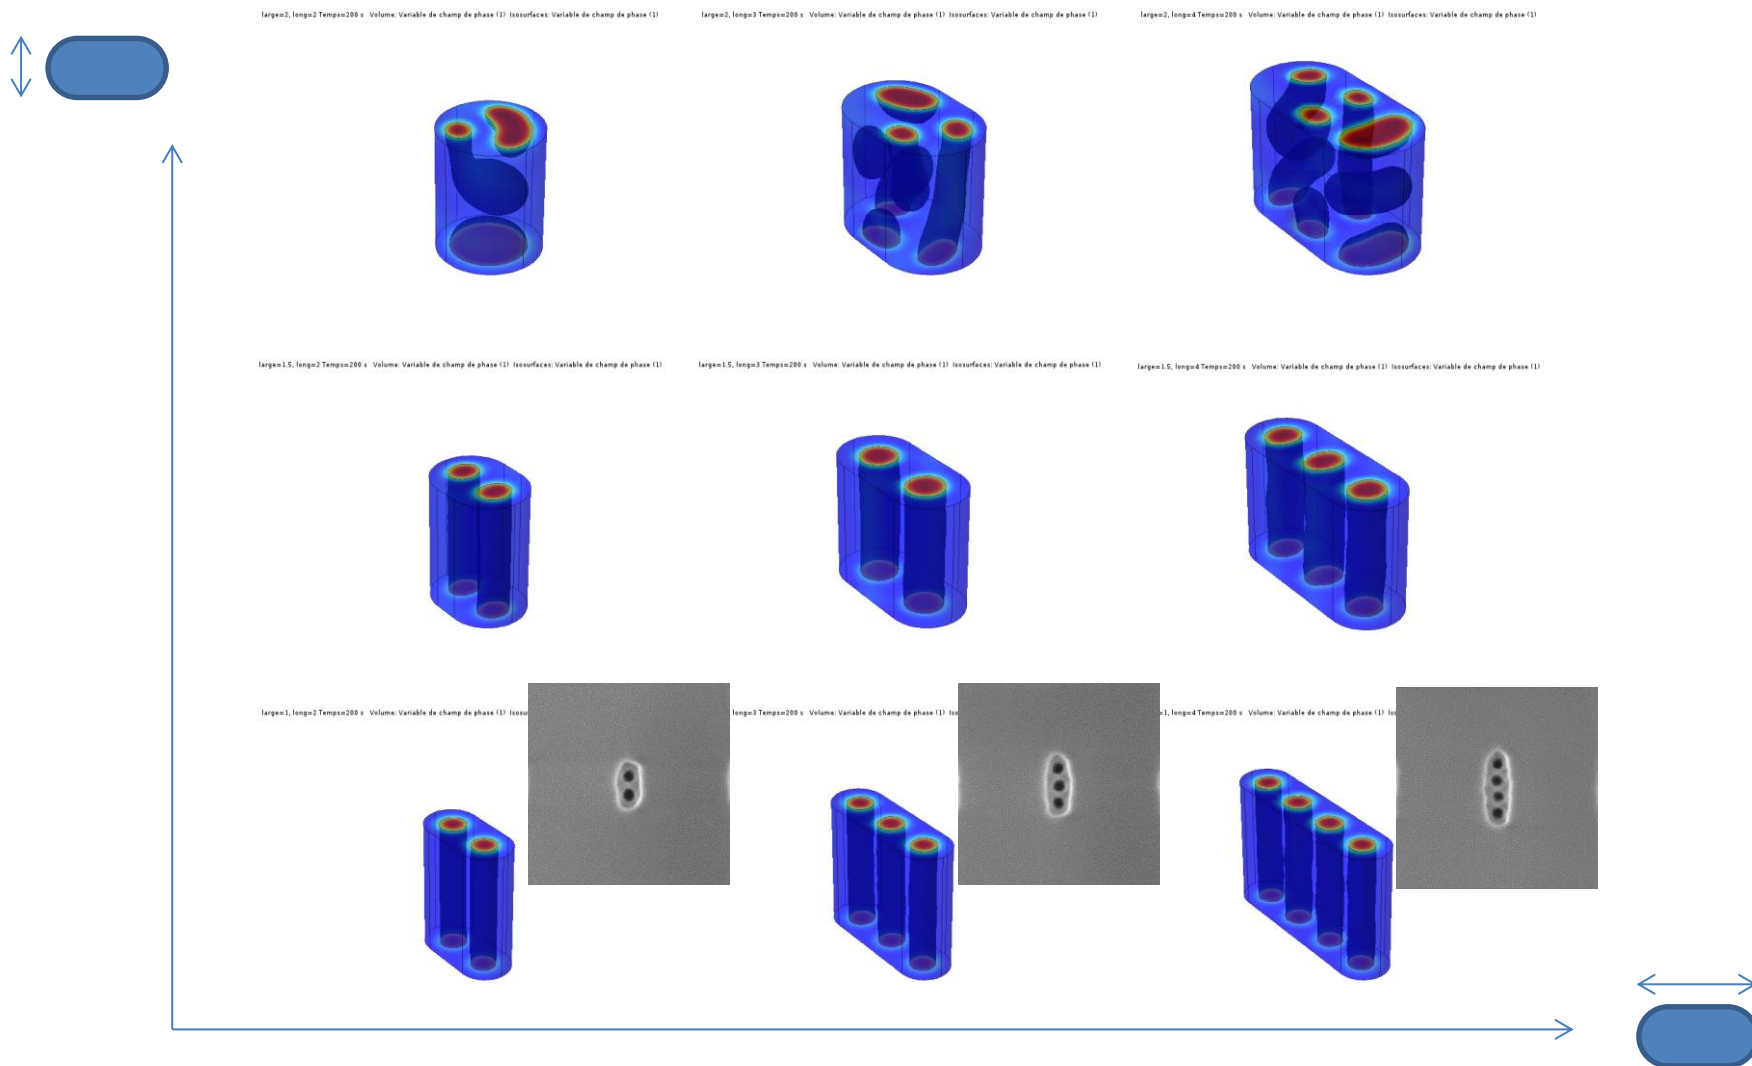 large=2, long=2 Temps=200 s Volume: Variable de champ de phase (1) Isosurfaces: Variable de champ de phase (1)
large=2, long=3 Temps=200 s Volume: Variable de champ de phase (1) Isosurfaces: Variable de champ de phase (1)
large=2, long=4 Temps=200 s Volume: Variable de champ de phase (1) Isosurfaces: Variable de champ de phase (1)
large=1.5, long=2 Temps=200 s Volume: Variable de champ de phase (1) Isosurfaces: Variable de champ de phase (1)
large=1.5, long=3 Temps=200 s Volume: Variable de champ de phase (1) Isosurfaces: Variable de champ de phase (1)
large=1.5, long=4 Temps=200 s Volume: Variable de champ de phase (1) Isosurfaces: Variable de champ de phase (1)
large=1, long=2 Temps=200 s Volume: Variable de champ de phase (1) Isosu
long=3 Temps=200 s Volume: Variable de champ de phase (1) Iso
=1, long=4 Temps=200 s Volume: Variable de champ de phase (1) Is